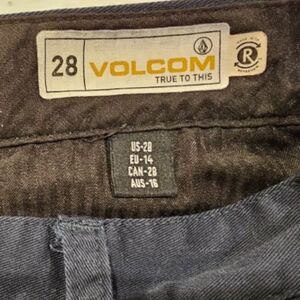 28
VOLCOM
TRUE TO THIS
R
US-28
EU-14
CAN-28
AUS-16